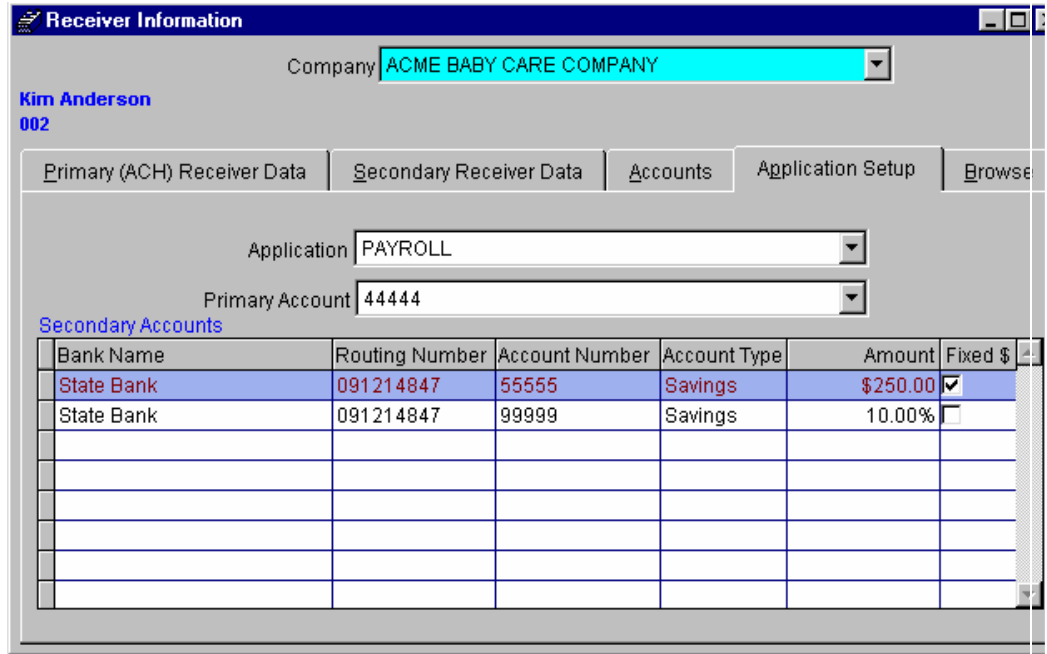 Receiver Information
Company ACME BABY CARE COMPANY
Kim Anderson
002
Primary (ACH) Receiver Data Secondary Receiver Data Accounts Application Setup Browse
Application PAYROLL
Primary Account 44444
Secondary Accounts
Bank Name Routing Number Account Number Account Type Amount Fixed $
State Bank 091214847 55555 Savings $250.00
State Bank 091214847 99999 Savings 10.00%